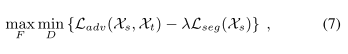 max_F min_D {𝓛_adv(𝒳_s, 𝒳_t) − λ𝓛_seg(𝒳_s)} , (7)